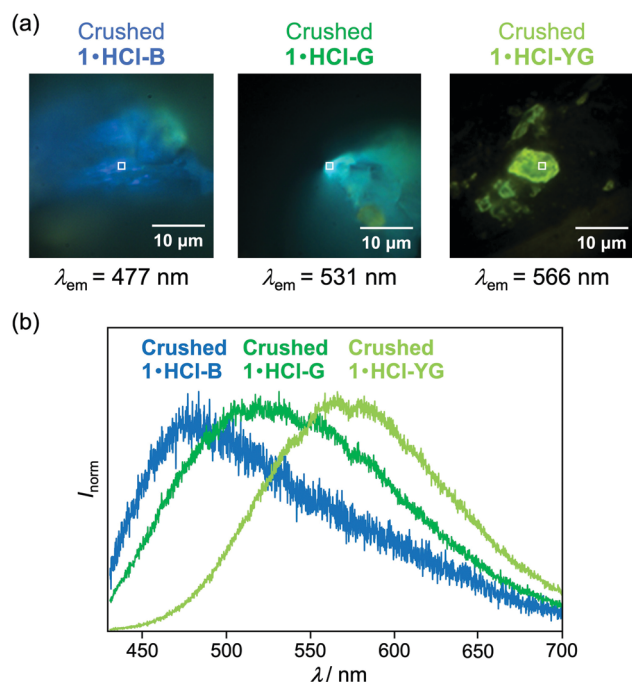 (a)
Crushed Crushed Crushed
1•HCl-B 1•HCl-G 1•HCl-YG
10 µm 10 µm 10 µm
λem = 477 nm λem = 531 nm λem = 566 nm
(b)
Crushed Crushed Crushed
1•HCl-B 1•HCl-G 1•HCl-YG
Inorm
450 500 550 600 650 700
λ/ nm